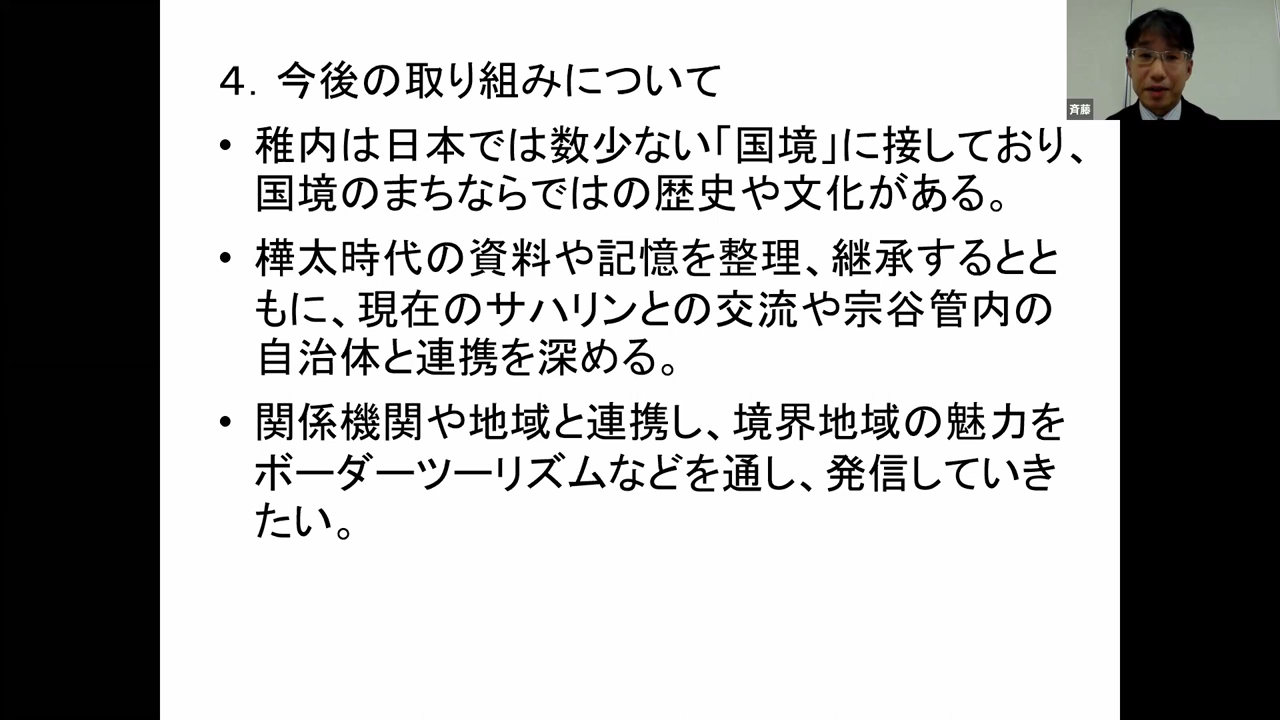 ４．今後の取り組みについて
• 稚内は日本では数少ない「国境」に接しており、
国境のまちならではの歴史や文化がある。
• 樺太時代の資料や記憶を整理、継承するとと
もに、現在のサハリンとの交流や宗谷管内の
自治体と連携を深める。
• 関係機関や地域と連携し、境界地域の魅力を
ボーダーツーリズムなどを通し、発信していき
たい。
斉藤